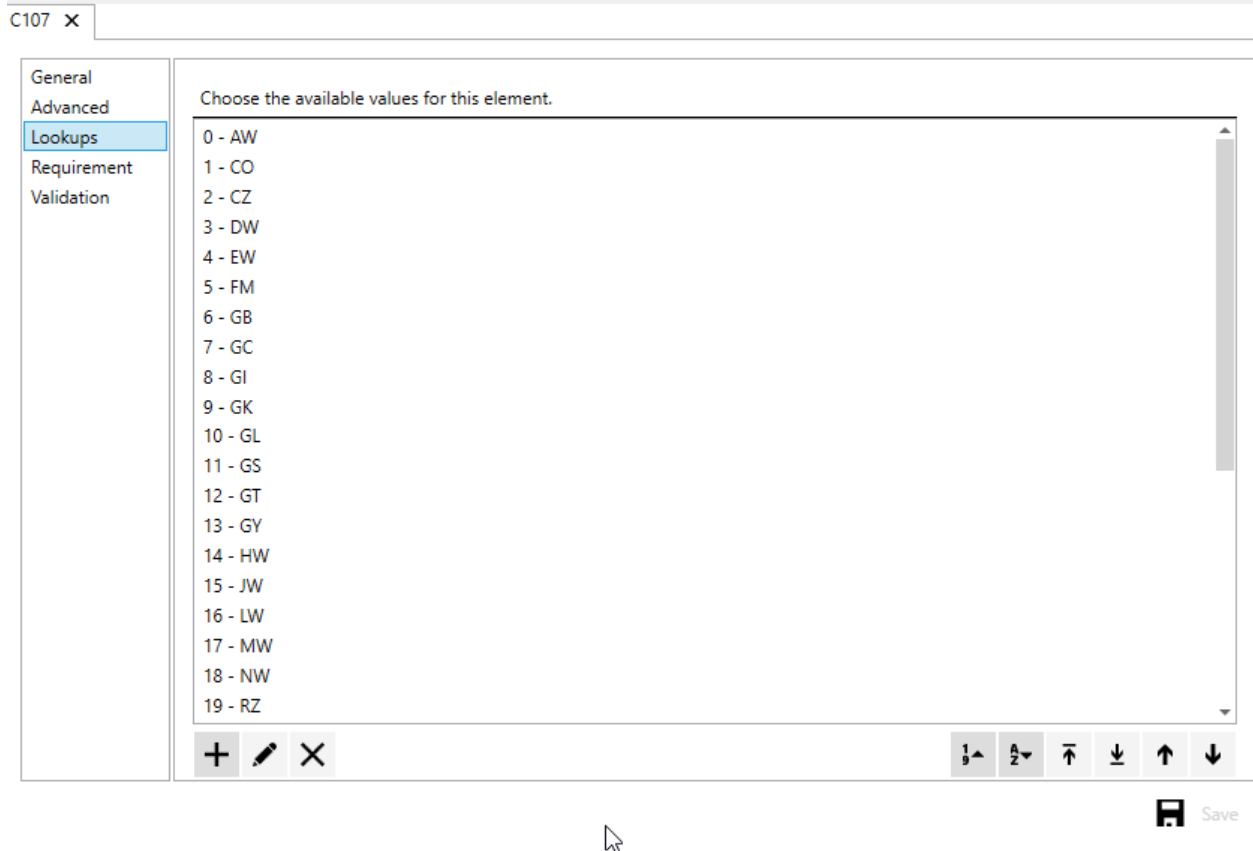 C107
General
Advanced
Lookups
Requirement
Validation
Choose the available values for this element.
0 - AW
1 - CO
2 - CZ
3 - DW
4 - EW
5 - FM
6 - GB
7 - GC
8 - GI
9 - GK
10 - GL
11 - GS
12 - GT
13 - GY
14 - HW
15 - JW
16 - LW
17 - MW
18 - NW
19 - RZ
Save